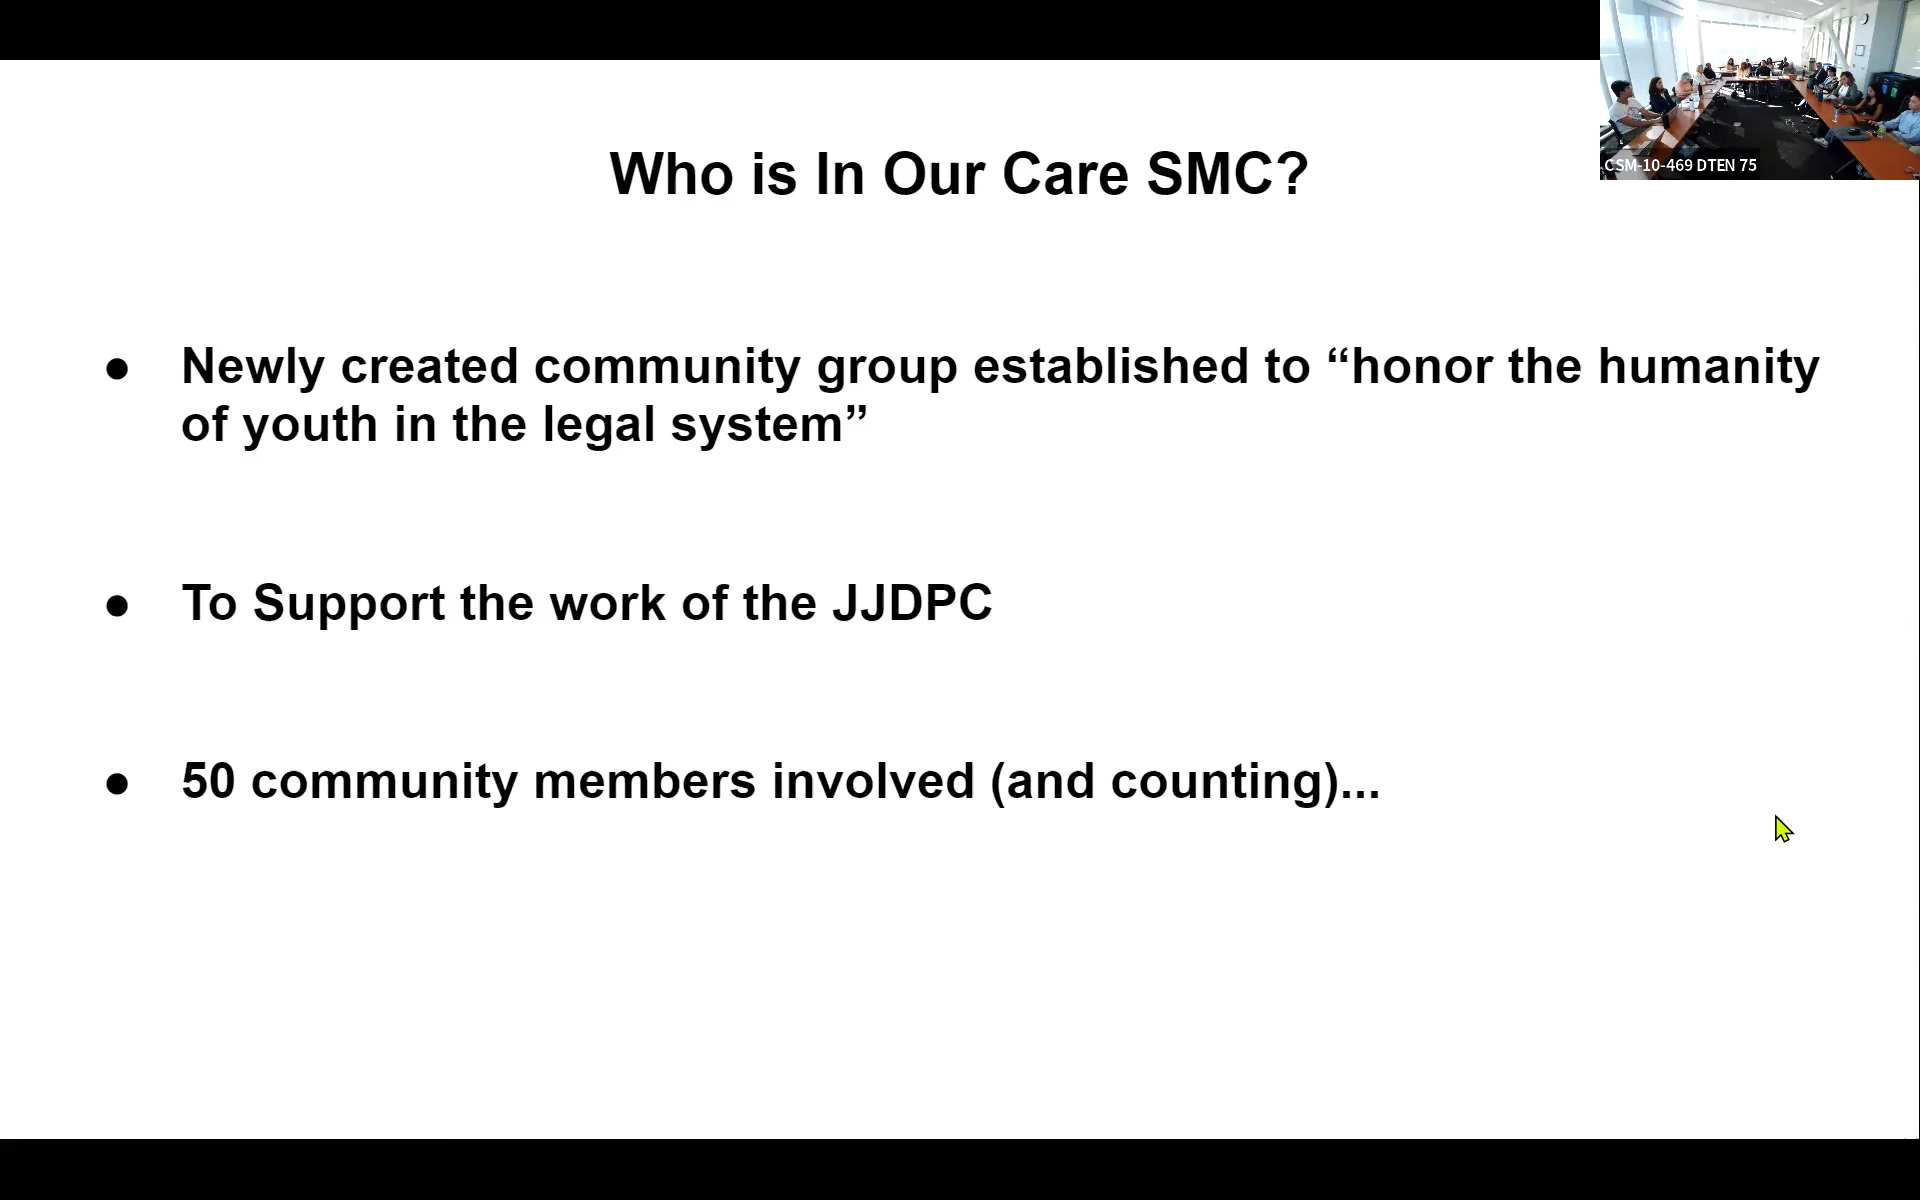 Who is In Our Care SMC?
CSM-10-469 DTEN 75
● Newly created community group established to “honor the humanity
of youth in the legal system”
● To Support the work of the JJDPC
● 50 community members involved (and counting)...